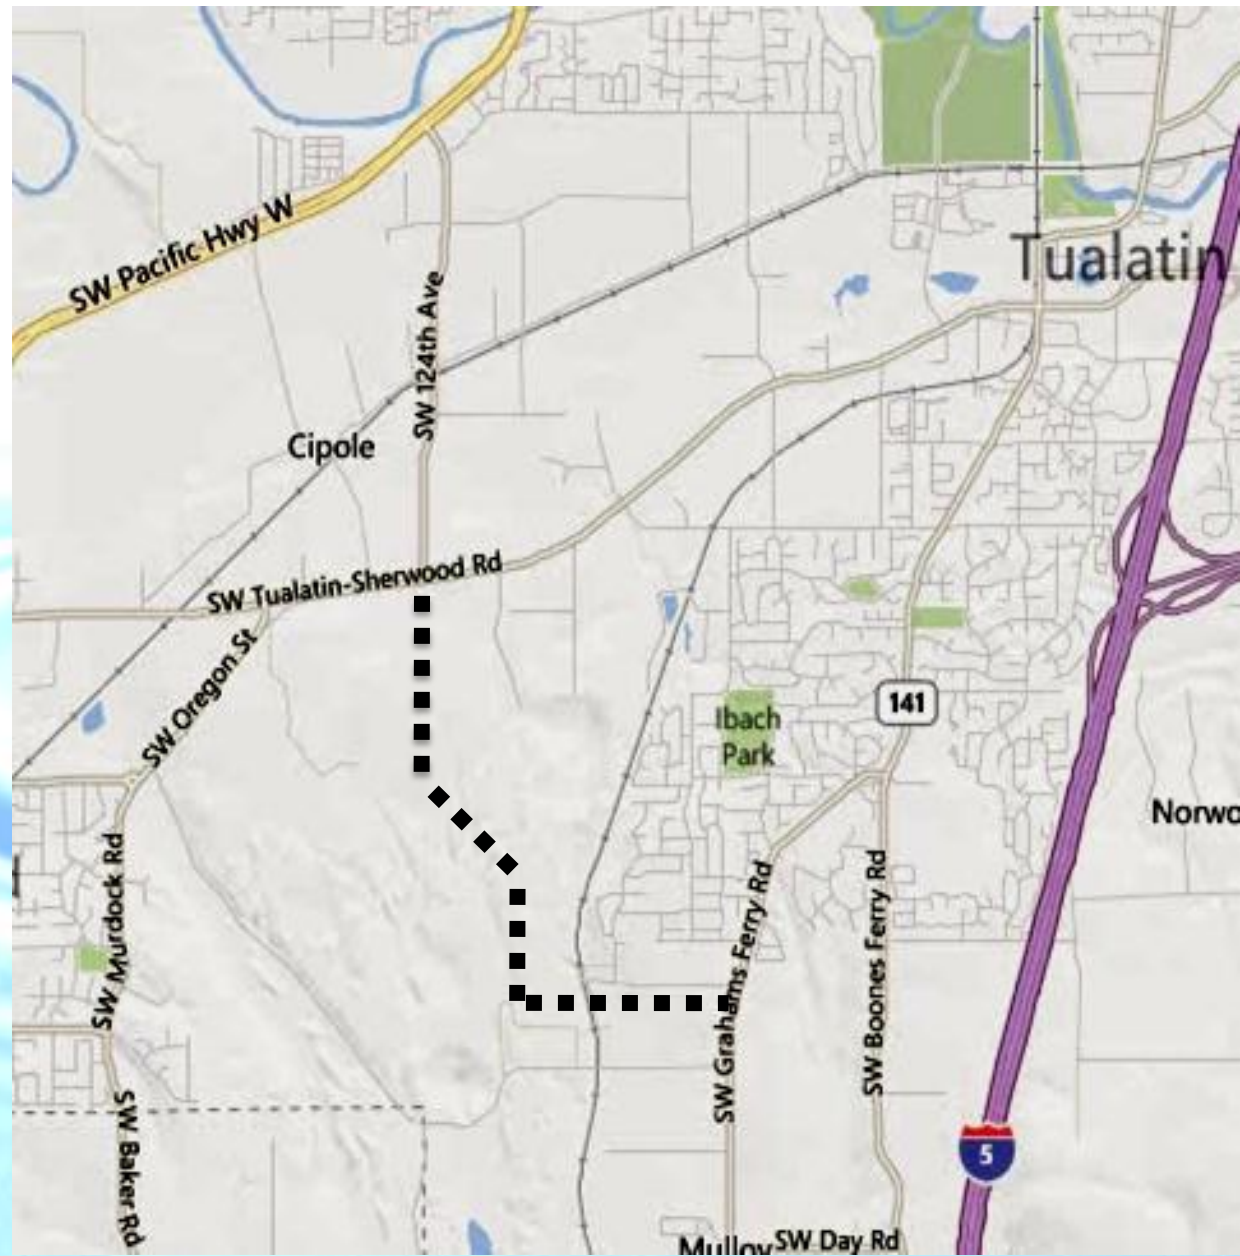 SW Pacific Hwy W
Tualatin
SW 124th Ave
Cipole
SW Tualatin-Sherwood Rd
SW Oregon St
141
Ibach
Park
Norwo
SW Murdock Rd
SW Grahams Ferry Rd
SW Boones Ferry Rd
SW Baker Rd
5
Mulloy
SW Day Rd